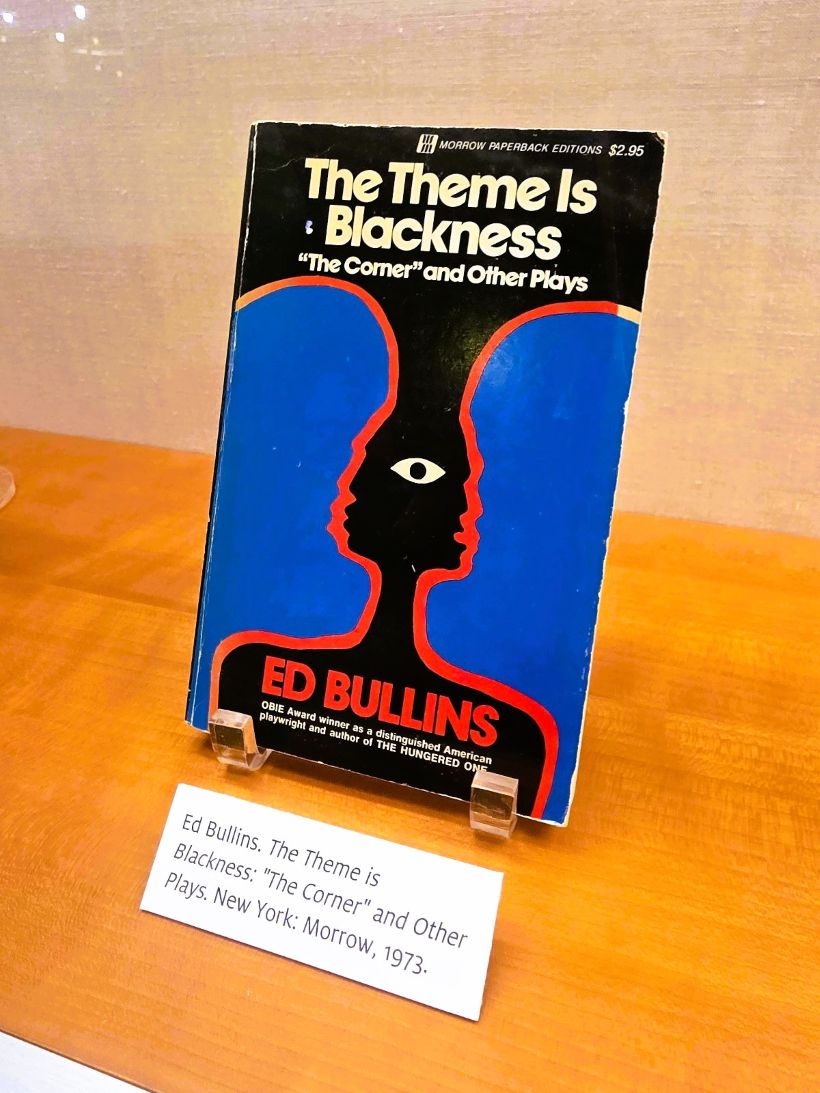 MORROW PAPERBACK EDITIONS $2.95
The Theme Is
Blackness
“The Corner” and Other Plays
ED BULLINS
OBIE Award winner as a distinguished American
playwright and author of THE HUNGERED ONE
Ed Bullins. The Theme is
Blackness: "The Corner" and Other
Plays. New York: Morrow, 1973.